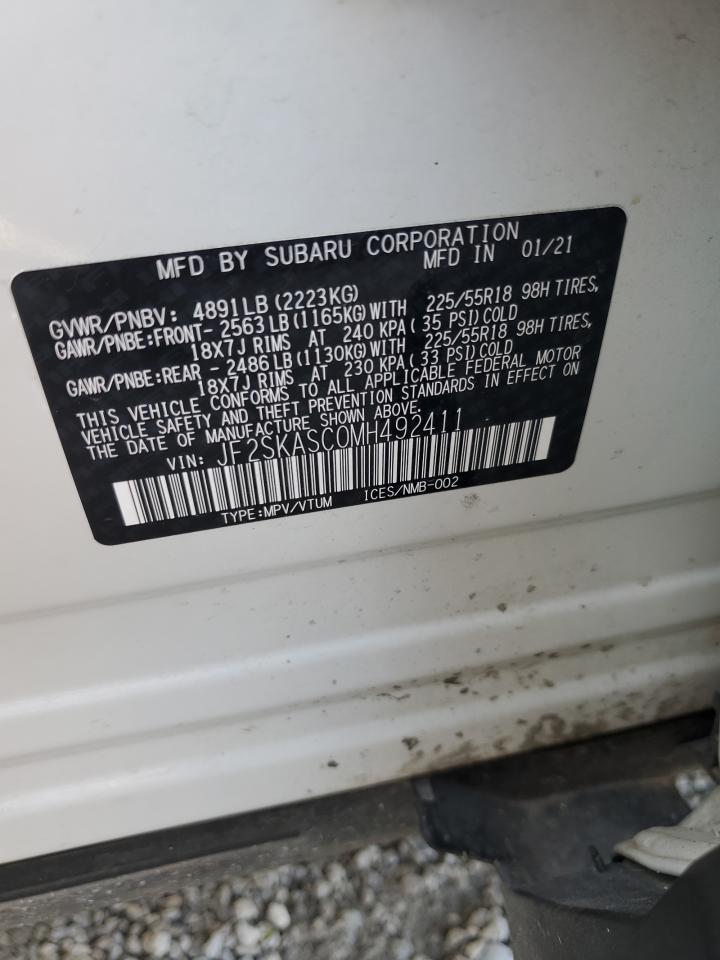 MFD BY SUBARU CORPORATION
MFD IN 01/21
GVWR/PNBV: 4891LB (2223KG)
GAWR/PNBE:FRONT- 2563LB (1165KG)WITH 225/55R18 98H TIRES,
18X7J RIMS AT 240 KPA (35 PSI)COLD
GAWR/PNBE:REAR - 2486LB (1130KG)WITH 225/55R18 98H TIRES,
18X7J RIMS AT 230 KPA (33 PSI)COLD
THIS VEHICLE CONFORMS TO ALL APPLICABLE FEDERAL MOTOR
VEHICLE SAFETY AND THEFT PREVENTION STANDARDS IN EFFECT ON
THE DATE OF MANUFACTURE SHOWN ABOVE.
VIN: JF2SKASC0MH492411
TYPE:MPV/VTUM ICES/NMB-002